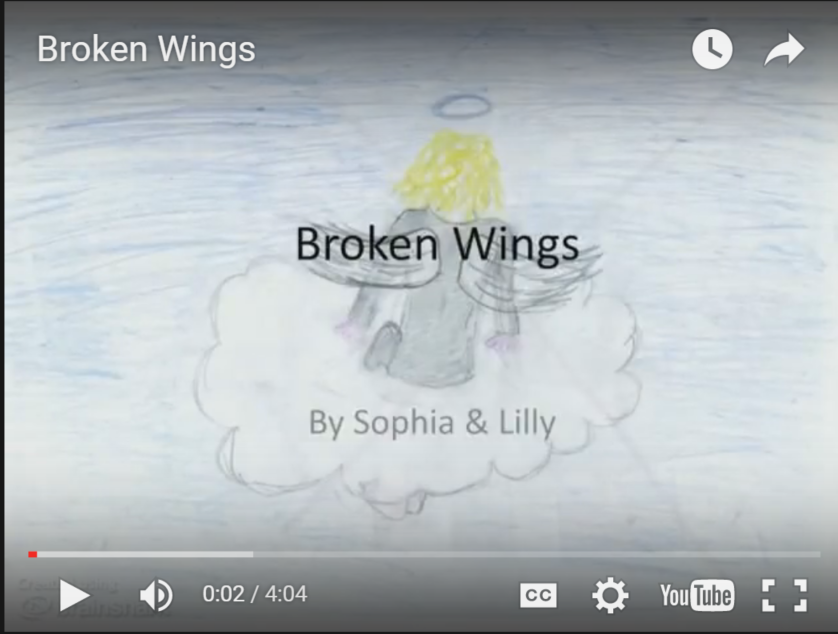 Broken Wings
Broken Wings
By Sophia & Lilly
0:02 / 4:04
CC
YouTube